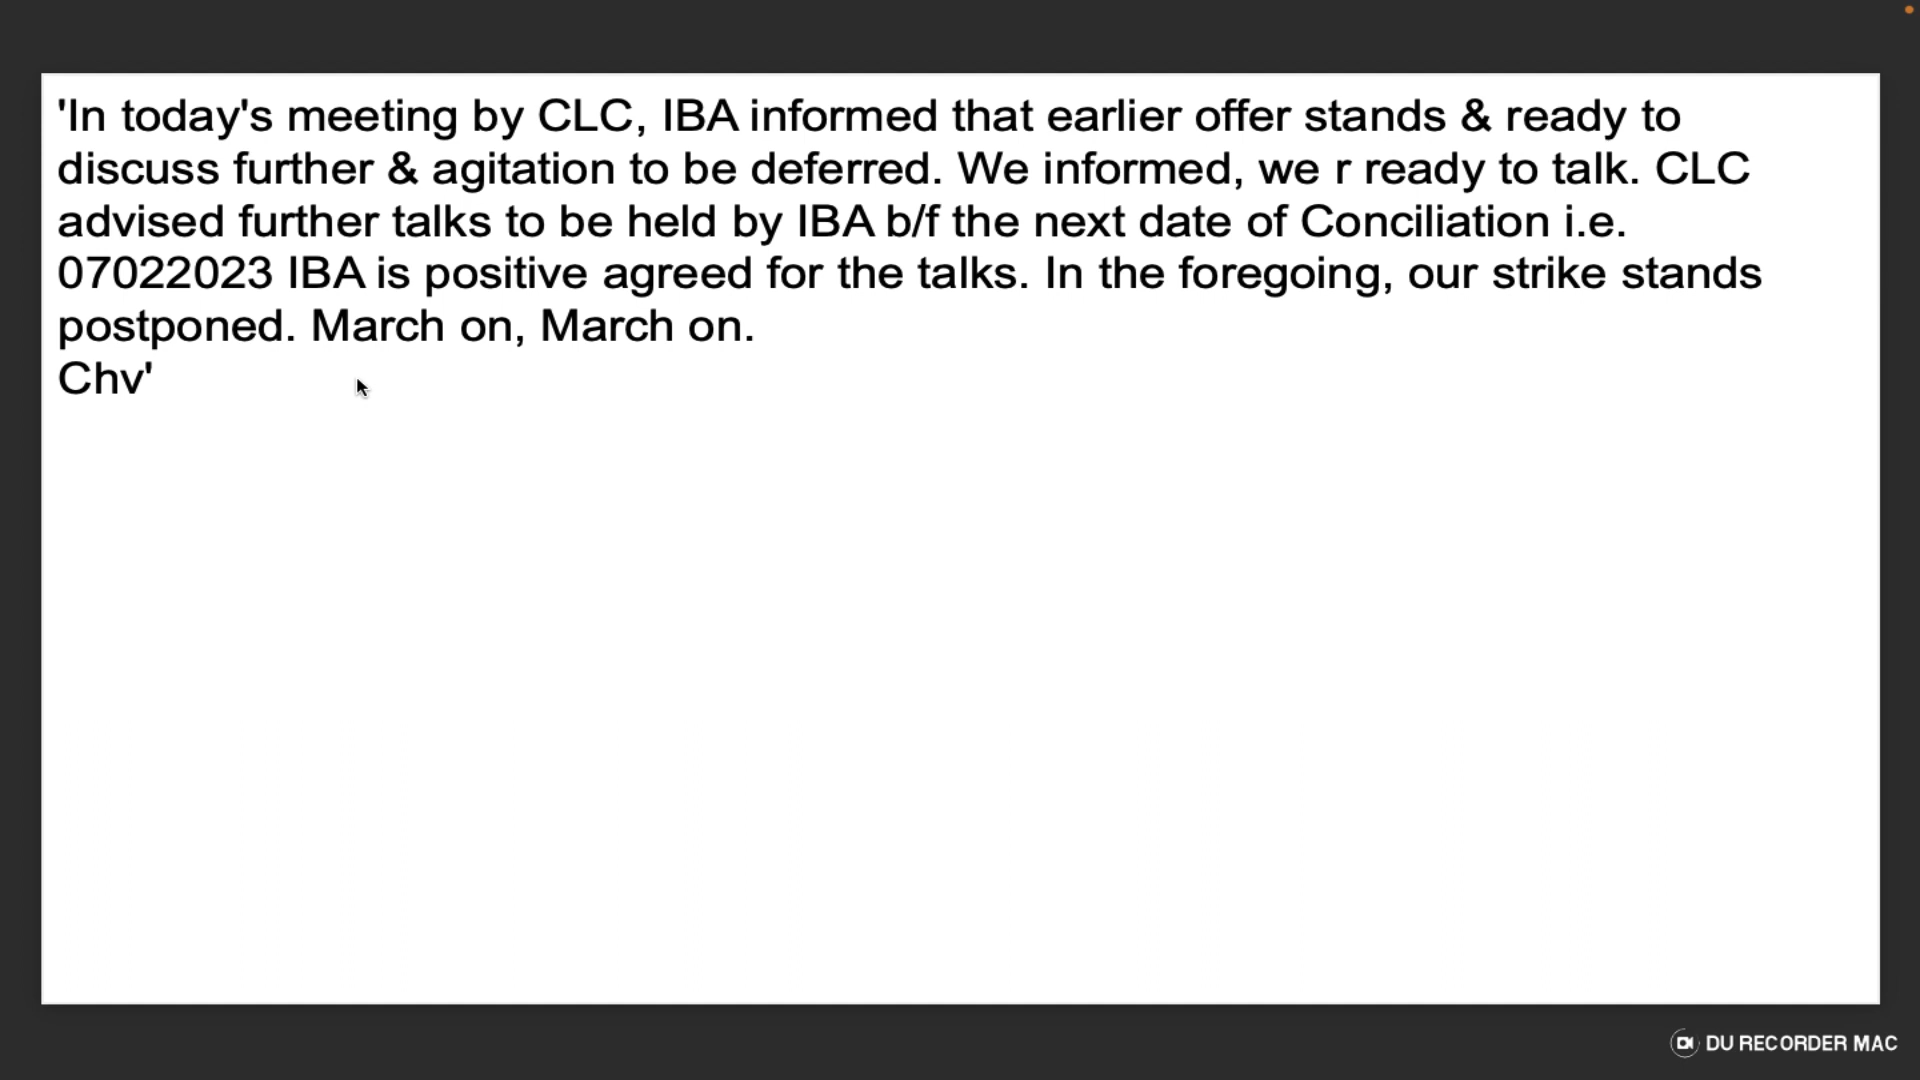 'In today's meeting by CLC, IBA informed that earlier offer stands & ready to
discuss further & agitation to be deferred. We informed, we r ready to talk. CLC
advised further talks to be held by IBA b/f the next date of Conciliation i.e.
07022023 IBA is positive agreed for the talks. In the foregoing, our strike stands
postponed. March on, March on.
Chv'
DU RECORDER MAC